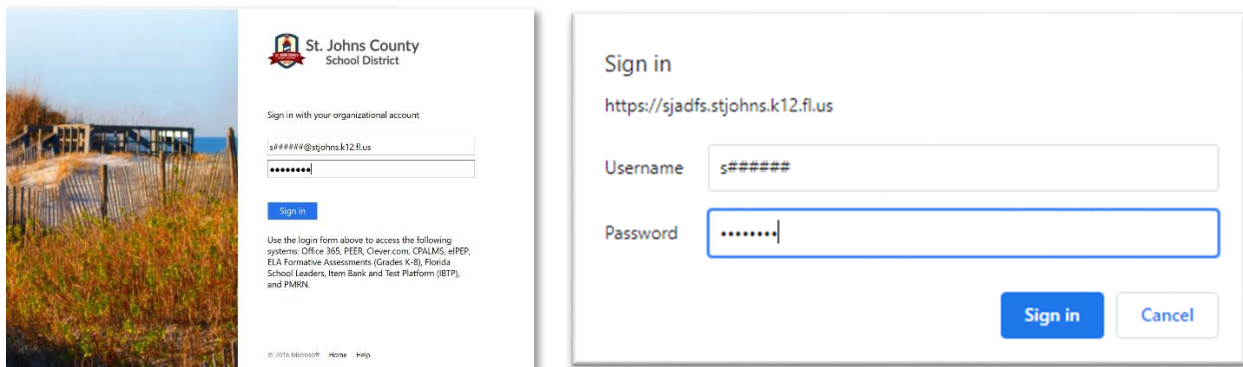 St. Johns County
School District
Sign in with your organizational account
s######@stjohns.k12.fl.us
••••••••
Sign in
Use the login form above to access the following
systems: Office 365, PEER, Clever.com, CPALMS, eIPEP,
ELA Formative Assessments (Grades K-8), Florida
School Leaders, Item Bank and Test Platform (IBTP),
and PMRN.
© 2016 Microsoft Home Help
Sign in
https://sjadfs.stjohns.k12.fl.us
Username s######
Password ••••••••
Sign in Cancel